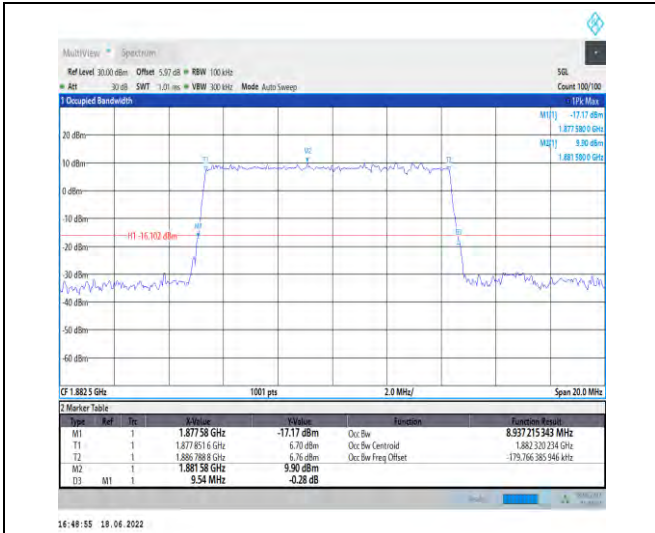 MultiView Spectrum
Ref Level 30.00 dBm Offset 5.97 dB RBW 100 kHz SGL
Att 30 dB SWT 1.01 ms VBW 300 kHz Mode Auto Sweep Count 100/100
1 Occupied Bandwidth 1Pk Max
M1[1] -17.17 dBm
1.877 580 0 GHz
M2[1] 9.90 dBm
1.881 580 0 GHz
20 dBm
M2
T1 T2
10 dBm
0 dBm
-10 dBm
M1
H1 -16.102 dBm
-20 dBm
-30 dBm
-40 dBm
-50 dBm
-60 dBm
CF 1.882 5 GHz 1001 pts 2.0 MHz/ Span 20.0 MHz
2 Marker Table
Type Ref Trc X-Value Y-Value Function Function Result
M1 1 1.877 58 GHz -17.17 dBm Occ Bw 8.937 215 343 MHz
T1 1 1.877 851 6 GHz 6.70 dBm Occ Bw Centroid 1.882 320 234 GHz
T2 1 1.886 788 8 GHz 6.76 dBm Occ Bw Freq Offset -179.766 385 946 kHz
M2 1 1.881 58 GHz 9.90 dBm
D3 M1 1 9.54 MHz -0.28 dB
16:48:55 18.06.2022